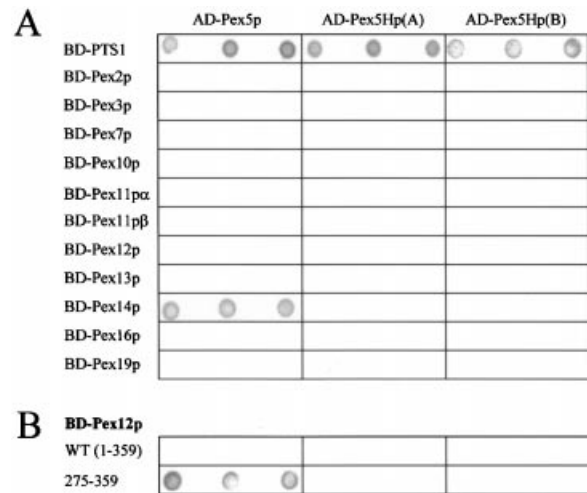 A
AD-Pex5p AD-Pex5Hp(A) AD-Pex5Hp(B)
BD-PTS1
BD-Pex2p
BD-Pex3p
BD-Pex7p
BD-Pex10p
BD-Pex11pα
BD-Pex11pβ
BD-Pex12p
BD-Pex13p
BD-Pex14p
BD-Pex16p
BD-Pex19p
B
BD-Pex12p
WT (1-359)
275-359